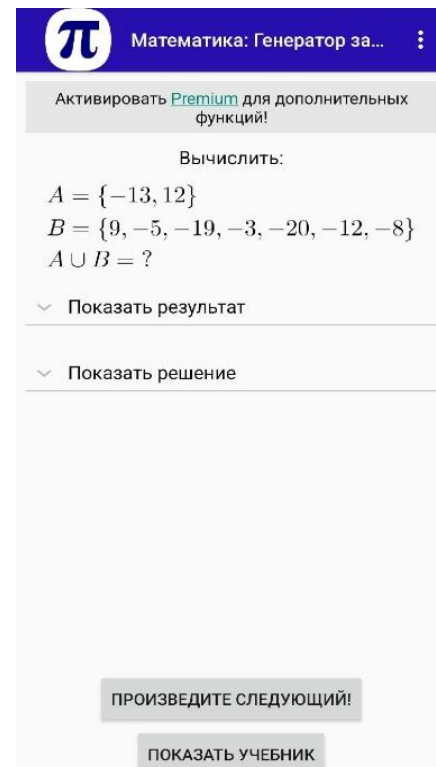 π Математика: Генератор за...
Активировать Premium для дополнительных
функций!
Вычислить:
A = {−13, 12}
B = {9, −5, −19, −3, −20, −12, −8}
A ∪ B = ?
Показать результат
Показать решение
ПРОИЗВЕДИТЕ СЛЕДУЮЩИЙ!
ПОКАЗАТЬ УЧЕБНИК